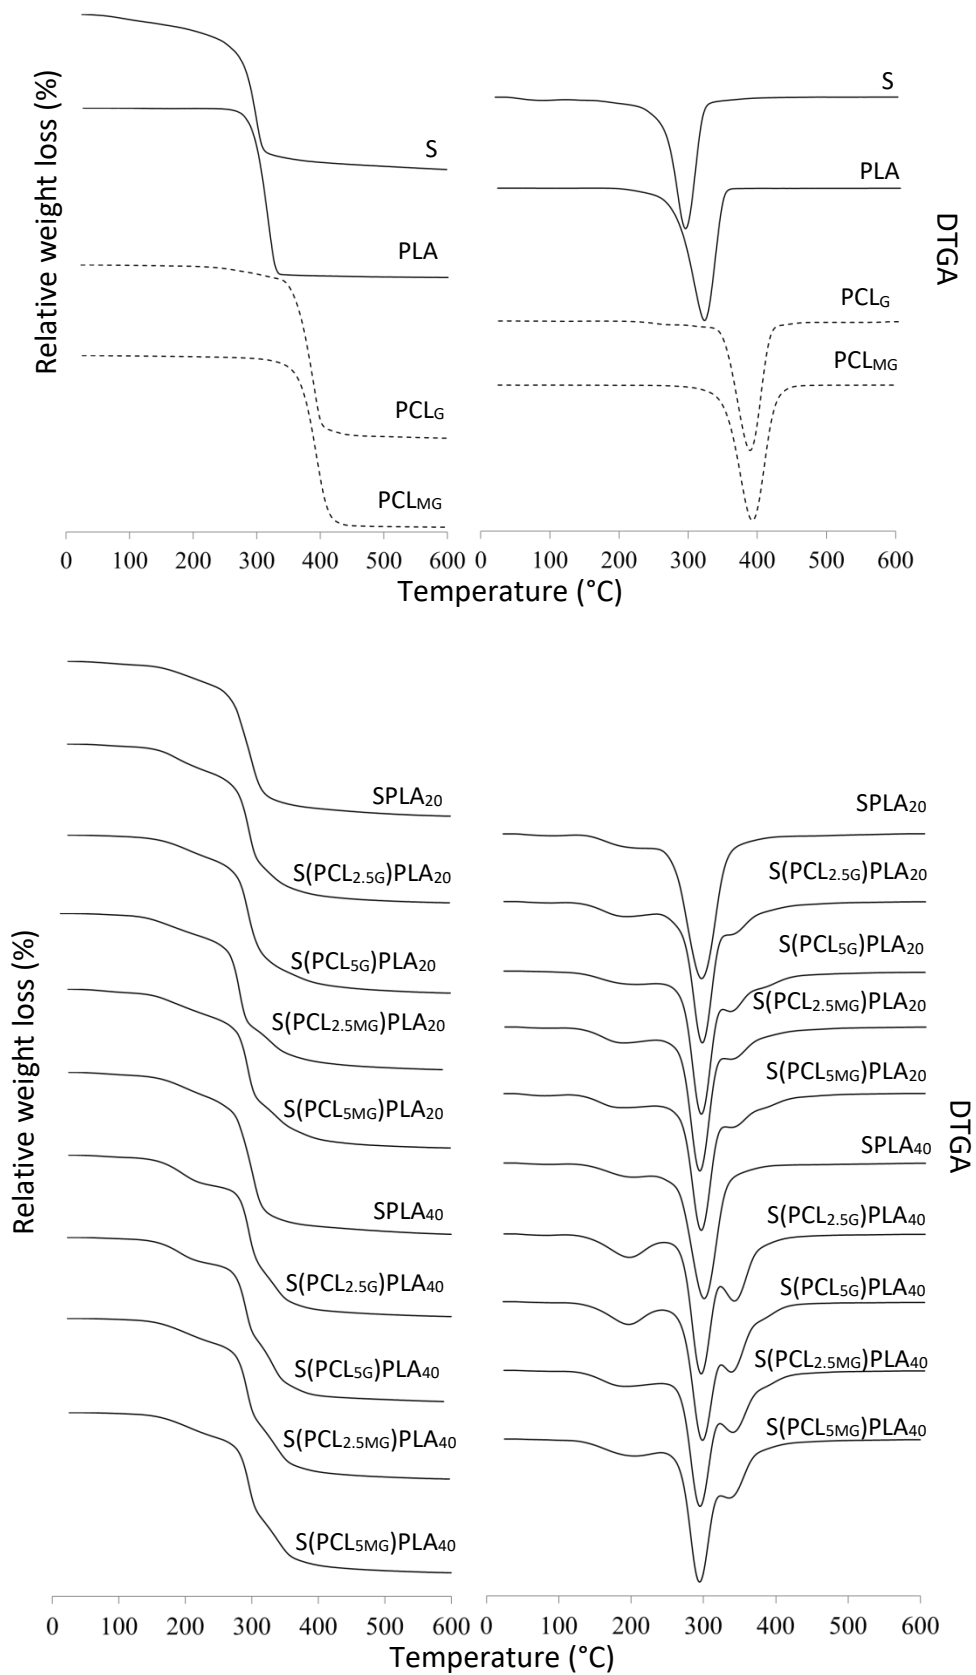 Relative weight loss (%)
S
PLA
PCLG
PCLMG
0 100 200 300 400 500 600
S
PLA
PCLG
PCLMG
0 100 200 300 400 500 600
DTGA
Temperature (°C)
Relative weight loss (%)
SPLA20
S(PCL2.5G)PLA20
S(PCL5G)PLA20
S(PCL2.5MG)PLA20
S(PCL5MG)PLA20
SPLA40
S(PCL2.5G)PLA40
S(PCL5G)PLA40
S(PCL2.5MG)PLA40
S(PCL5MG)PLA40
0 100 200 300 400 500 600
SPLA20
S(PCL2.5G)PLA20
S(PCL5G)PLA20
S(PCL2.5MG)PLA20
S(PCL5MG)PLA20
SPLA40
S(PCL2.5G)PLA40
S(PCL5G)PLA40
S(PCL2.5MG)PLA40
S(PCL5MG)PLA40
0 100 200 300 400 500 600
DTGA
Temperature (°C)